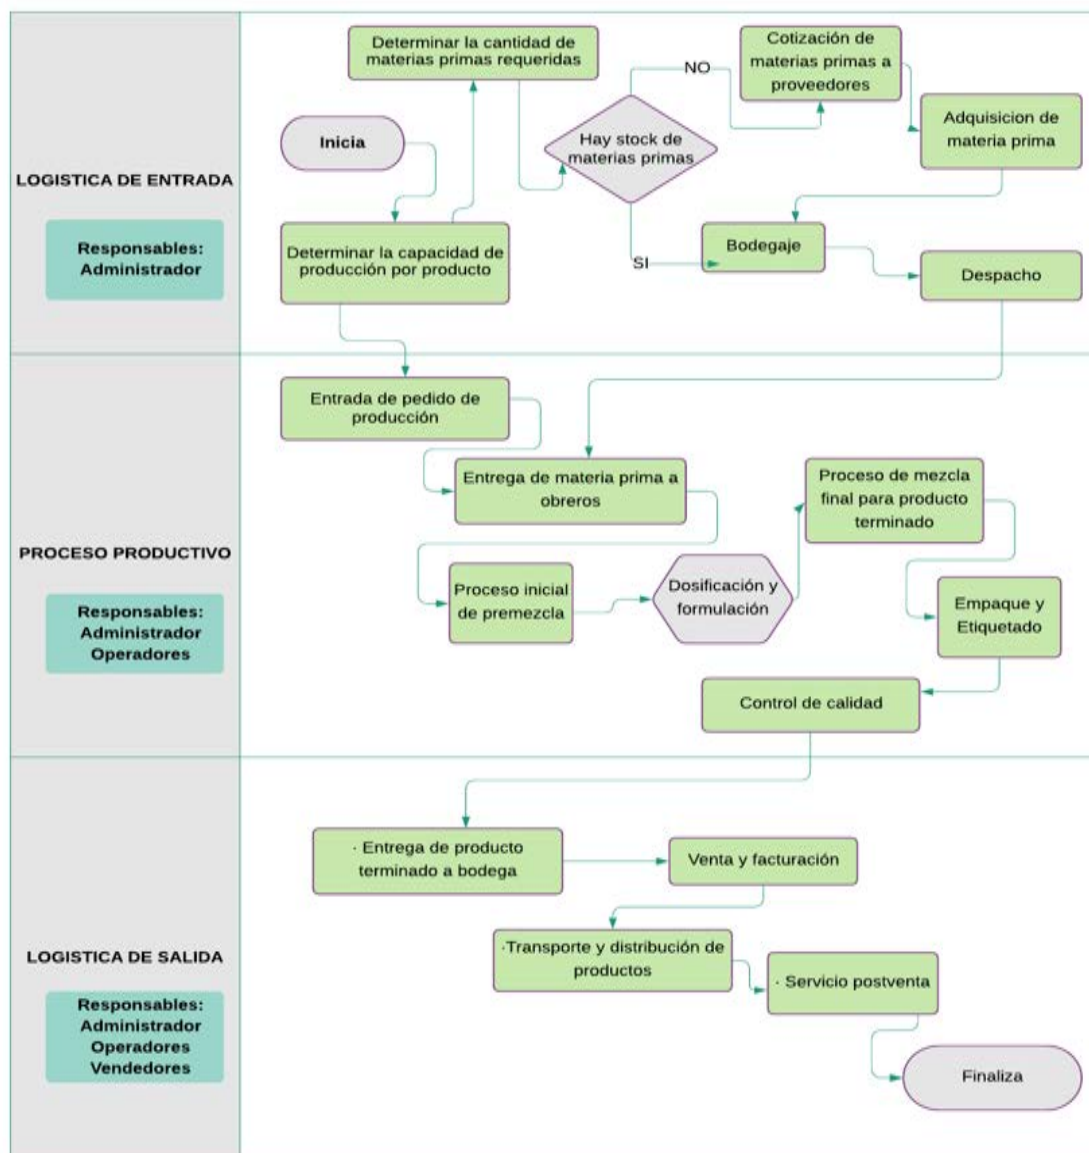 LOGISTICA DE ENTRADA
Responsables:
Administrador
Inicia
Determinar la capacidad de
producción por producto
Determinar la cantidad de
materias primas requeridas
Hay stock de
materias primas
NO
SI
Cotización de
materias primas a
proveedores
Adquisicion de
materia prima
Bodegaje
Despacho
PROCESO PRODUCTIVO
Responsables:
Administrador
Operadores
Entrada de pedido de
producción
Entrega de materia prima a
obreros
Proceso inicial
de premezcla
Dosificación y
formulación
Proceso de mezcla
final para producto
terminado
Empaque y
Etiquetado
Control de calidad
LOGISTICA DE SALIDA
Responsables:
Administrador
Operadores
Vendedores
· Entrega de producto
terminado a bodega
Venta y facturación
·Transporte y distribución de
productos
· Servicio postventa
Finaliza